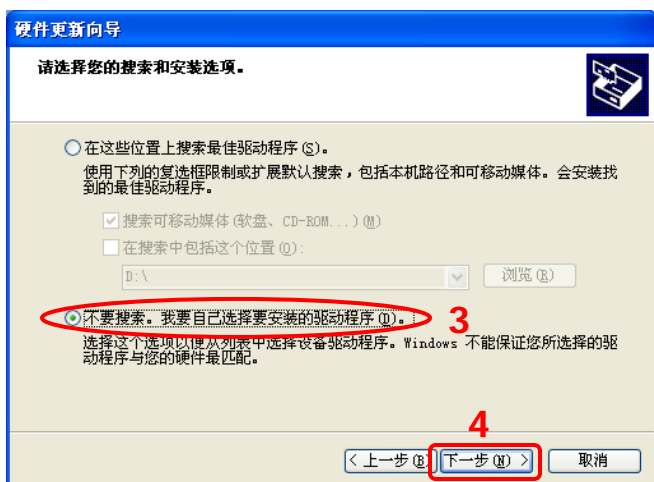 硬件更新向导
请选择您的搜索和安装选项。
在这些位置上搜索最佳驱动程序(S)。
使用下列的复选框限制或扩展默认搜索，包括本机路径和可移动媒体。会安装找
到的最佳驱动程序。
搜索可移动媒体(软盘、CD-ROM...)(M)
在搜索中包括这个位置(O):
D:\
浏览(R)
不要搜索。我要自己选择要安装的驱动程序(D)。
3
选择这个选项以便从列表中选择设备驱动程序。Windows 不能保证您所选择的驱
动程序与您的硬件最匹配。
4
< 上一步(B)
下一步(N) >
取消